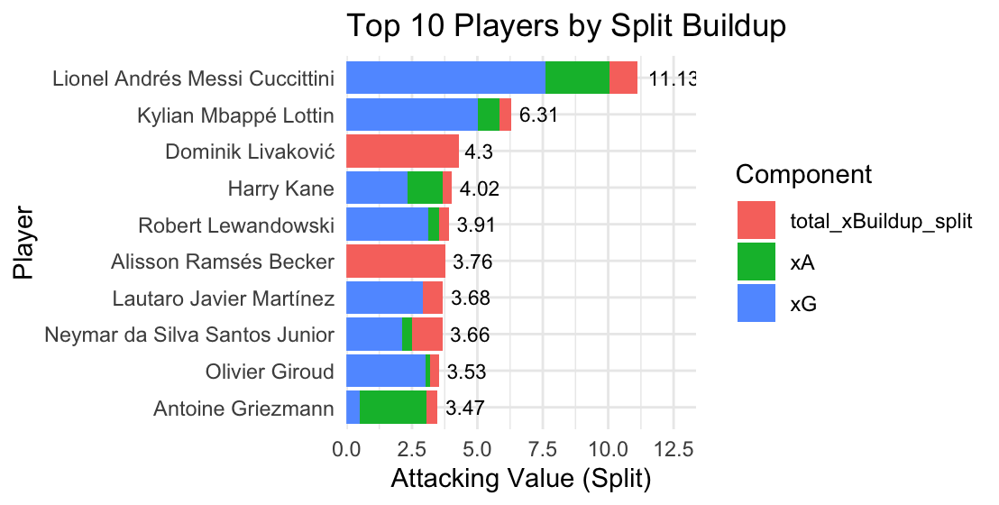 Top 10 Players by Split Buildup
Player
Lionel Andrés Messi Cuccittini 11.13
Kylian Mbappé Lottin 6.31
Dominik Livaković 4.3
Harry Kane 4.02
Robert Lewandowski 3.91
Alisson Ramsés Becker 3.76
Lautaro Javier Martínez 3.68
Neymar da Silva Santos Junior 3.66
Olivier Giroud 3.53
Antoine Griezmann 3.47
0.0 2.5 5.0 7.5 10.0 12.5
Attacking Value (Split)
Component
total_xBuildup_split
xA
xG